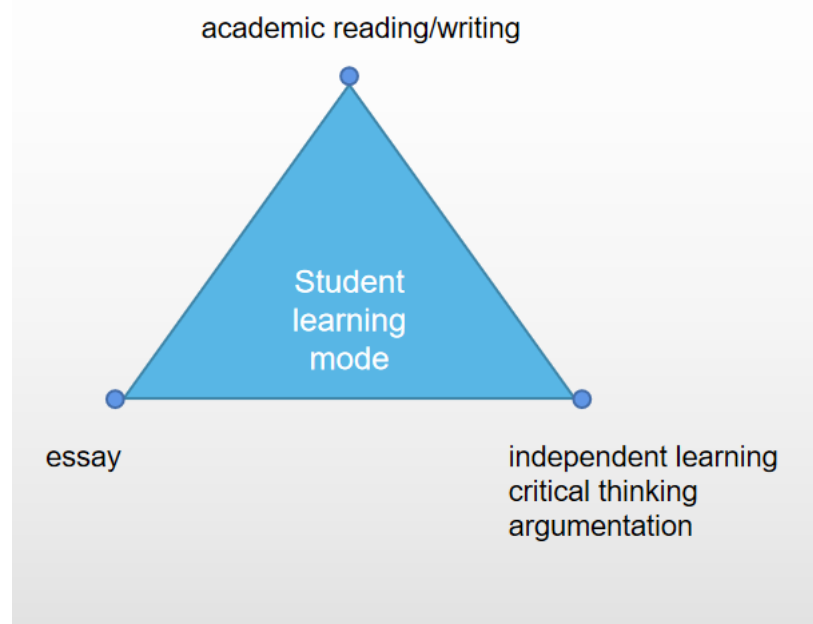 academic reading/writing
Student
learning
mode
essay
independent learning
critical thinking
argumentation